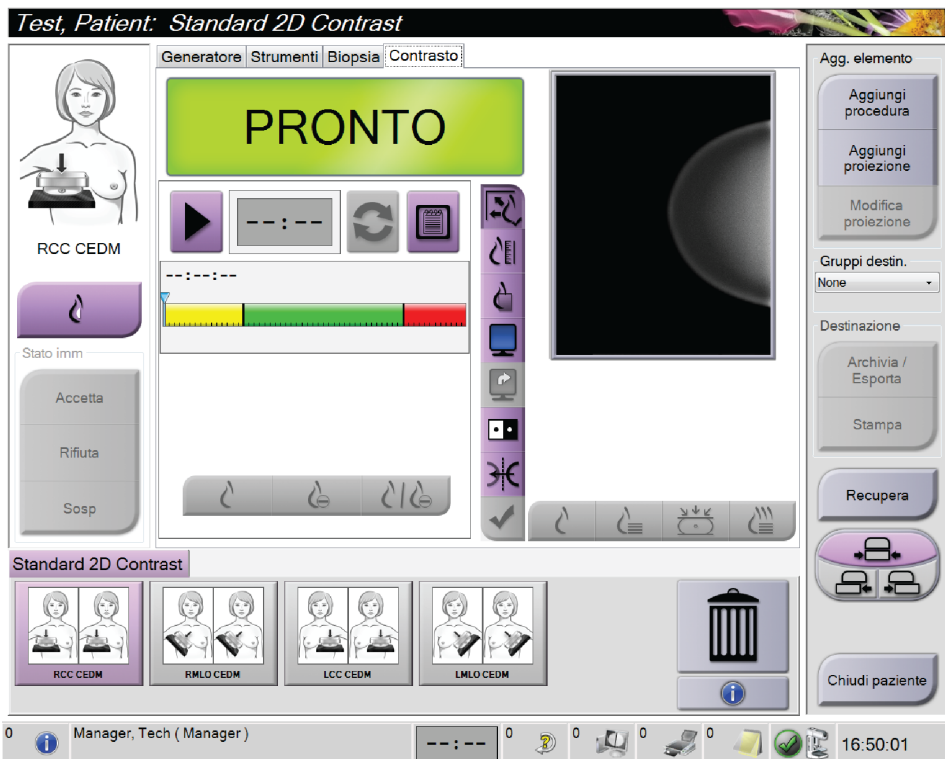 Test, Patient:  Standard 2D Contrast
Generatore Strumenti Biopsia Contrasto
PRONTO
RCC CEDM
--:--
--:--:--
Stato imm
Accetta
Rifiuta
Sosp
Agg. elemento
Aggiungi
procedura
Aggiungi
proiezione
Modifica
proiezione
Gruppi destin.
None
Destinazione
Archivia /
Esporta
Stampa
Recupera
Chiudi paziente
Standard 2D Contrast
RCC CEDM
RMLO CEDM
LCC CEDM
LMLO CEDM
0 Manager, Tech ( Manager ) --:-- 0 0 0 0 16:50:01